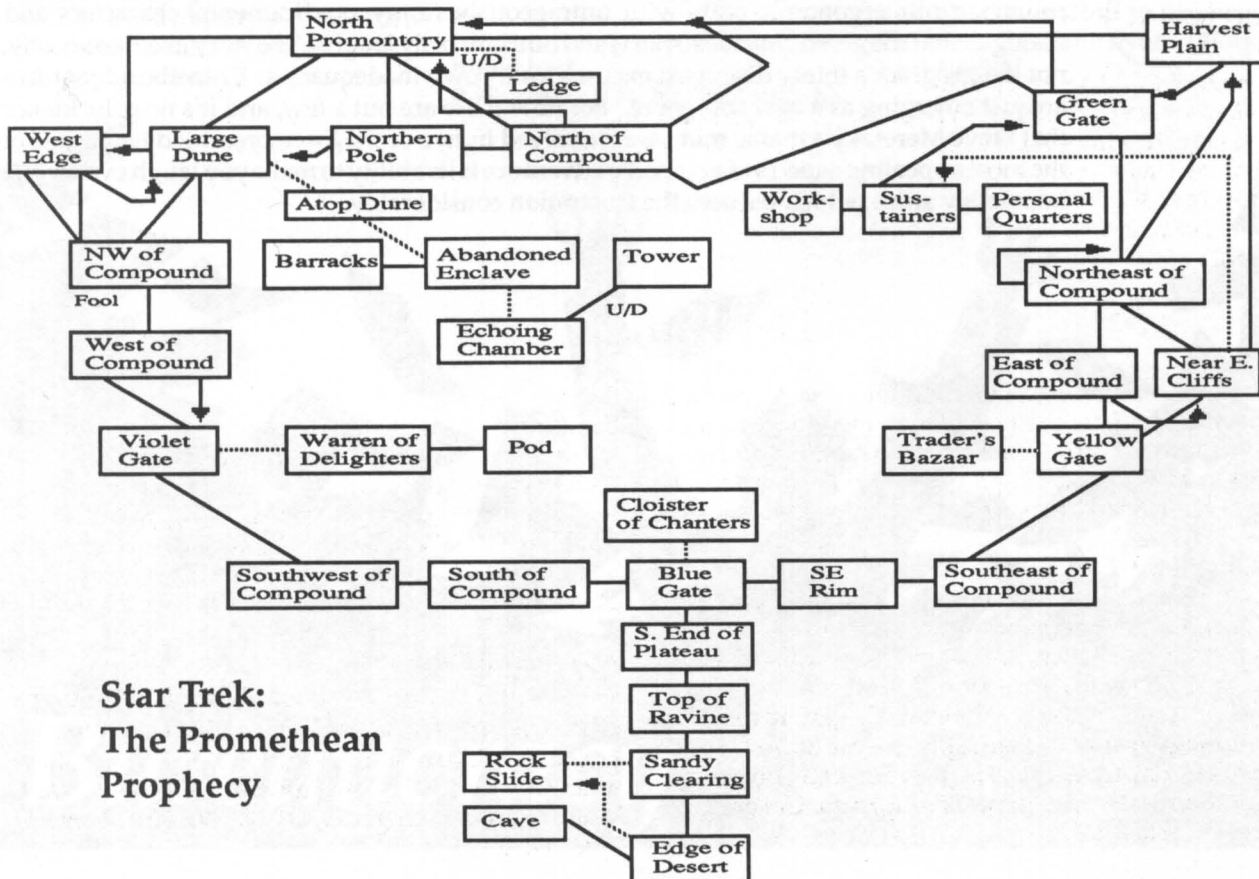 North
Promontory
U/D
Ledge
Harvest
Plain
Green
Gate
West
Edge
Large
Dune
Northern
Pole
North of
Compound
Atop Dune
Work-
shop
Sus-
tainers
Personal
Quarters
NW of
Compound
Fool
Barracks
Abandoned
Enclave
Tower
U/D
Echoing
Chamber
Northeast of
Compound
West of
Compound
East of
Compound
Near E.
Cliffs
Violet
Gate
Warren of
Delighters
Pod
Trader's
Bazaar
Yellow
Gate
Cloister
of Chanters
Southwest of
Compound
South of
Compound
Blue
Gate
SE
Rim
Southeast of
Compound
S. End of
Plateau
Top of
Ravine
Rock
Slide
Sandy
Clearing
Cave
Edge of
Desert
Star Trek:
The Promethean
Prophecy